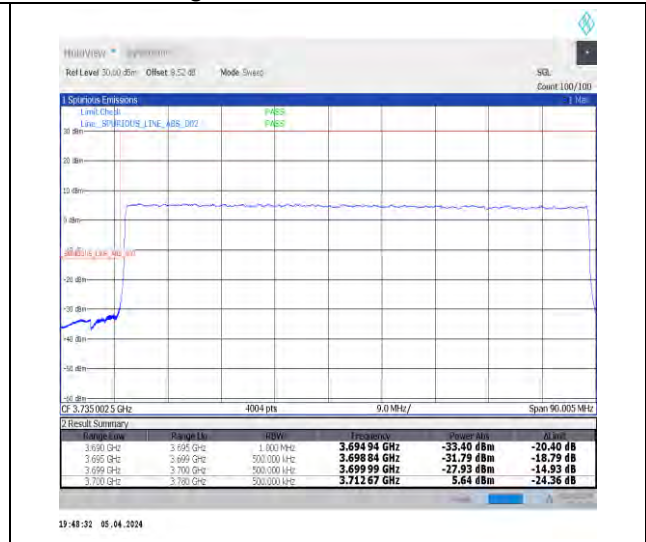 MultiView Spectrum
Ref Level 30.00 dBm Offset 9.52 dB Mode Sweep SGL
Count 100/100
1 Spurious Emissions 1 Max
Limit Check PASS
Line _SPURIOUS_LINE_ABS_002 PASS
30 dBm
20 dBm
10 dBm
0 dBm
-20 dBm
-30 dBm
-40 dBm
-50 dBm
CF 3.735 002 5 GHz 4004 pts 9.0 MHz/ Span 90.005 MHz
2 Result Summary
Range Low Range Up RBW Frequency Power Abs ΔLimit
3.690 GHz 3.695 GHz 1.000 MHz 3.694 94 GHz -33.40 dBm -20.40 dB
3.695 GHz 3.699 GHz 500.000 kHz 3.698 84 GHz -31.79 dBm -18.79 dB
3.699 GHz 3.700 GHz 500.000 kHz 3.699 99 GHz -27.93 dBm -14.93 dB
3.700 GHz 3.780 GHz 500.000 kHz 3.712 67 GHz 5.64 dBm -24.36 dB
19:48:32 05.04.2024